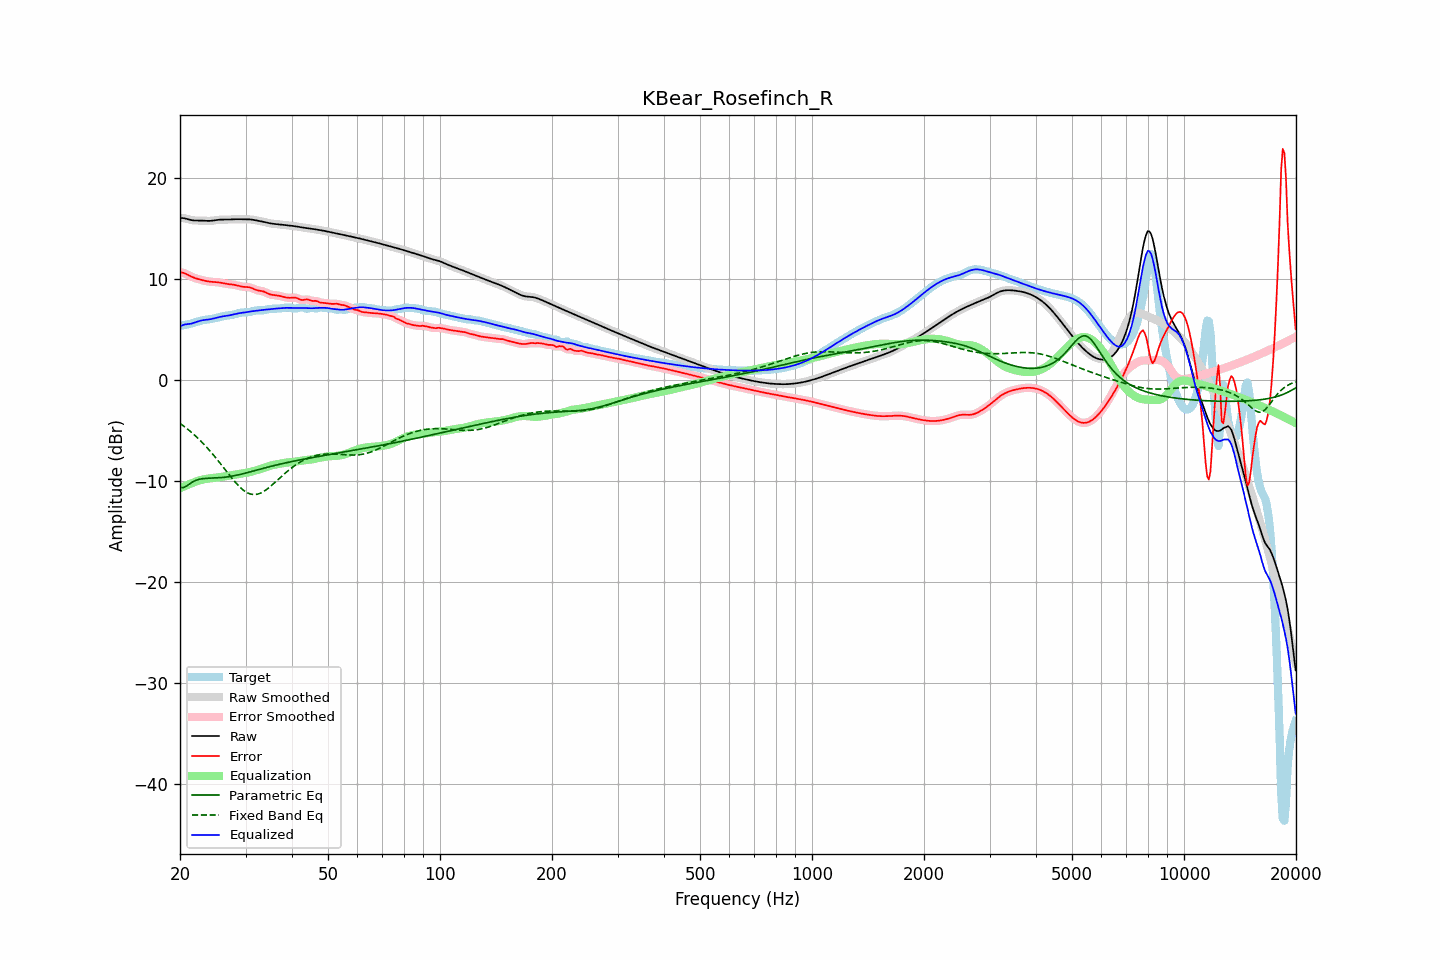 KBear_Rosefinch_R
Amplitude (dBr)
20
10
0
−10
−20
−30
−40
Target
Raw Smoothed
Error Smoothed
Raw
Error
Equalization
Parametric Eq
Fixed Band Eq
Equalized
20 50 100 200 500 1000 2000 5000 10000 20000
Frequency (Hz)